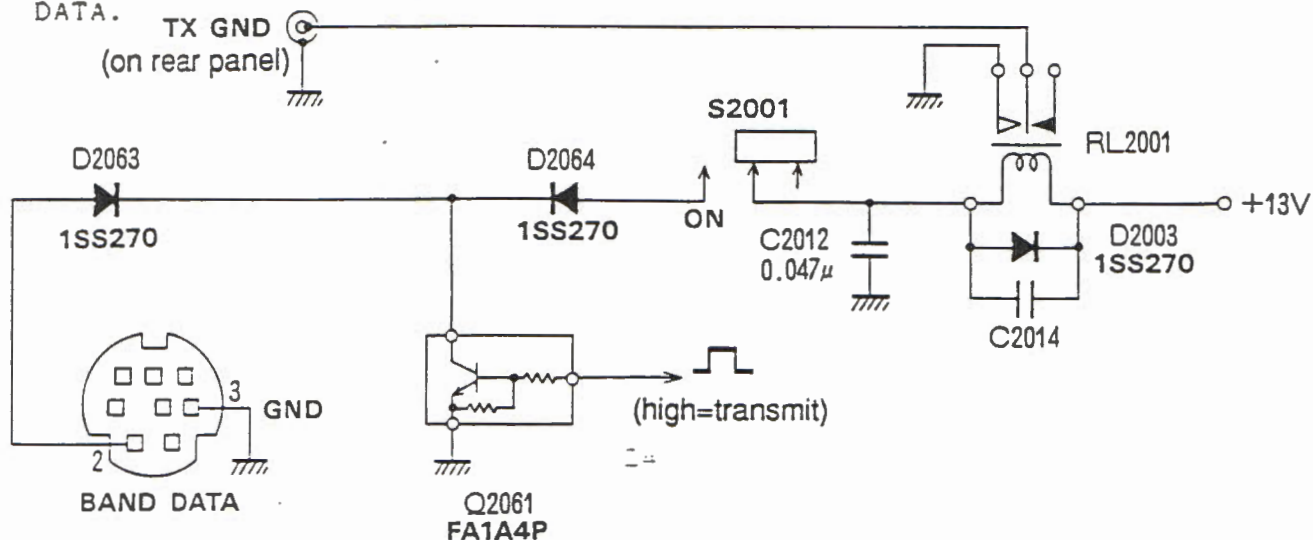 DATA.
TX GND
(on rear panel)
S2001
RL2001
D2063
1SS270
D2064
1SS270
ON
C2012
0.047μ
+13V
D2003
1SS270
C2014
3
GND
2
BAND DATA
(high=transmit)
Q2061
FA1A4P